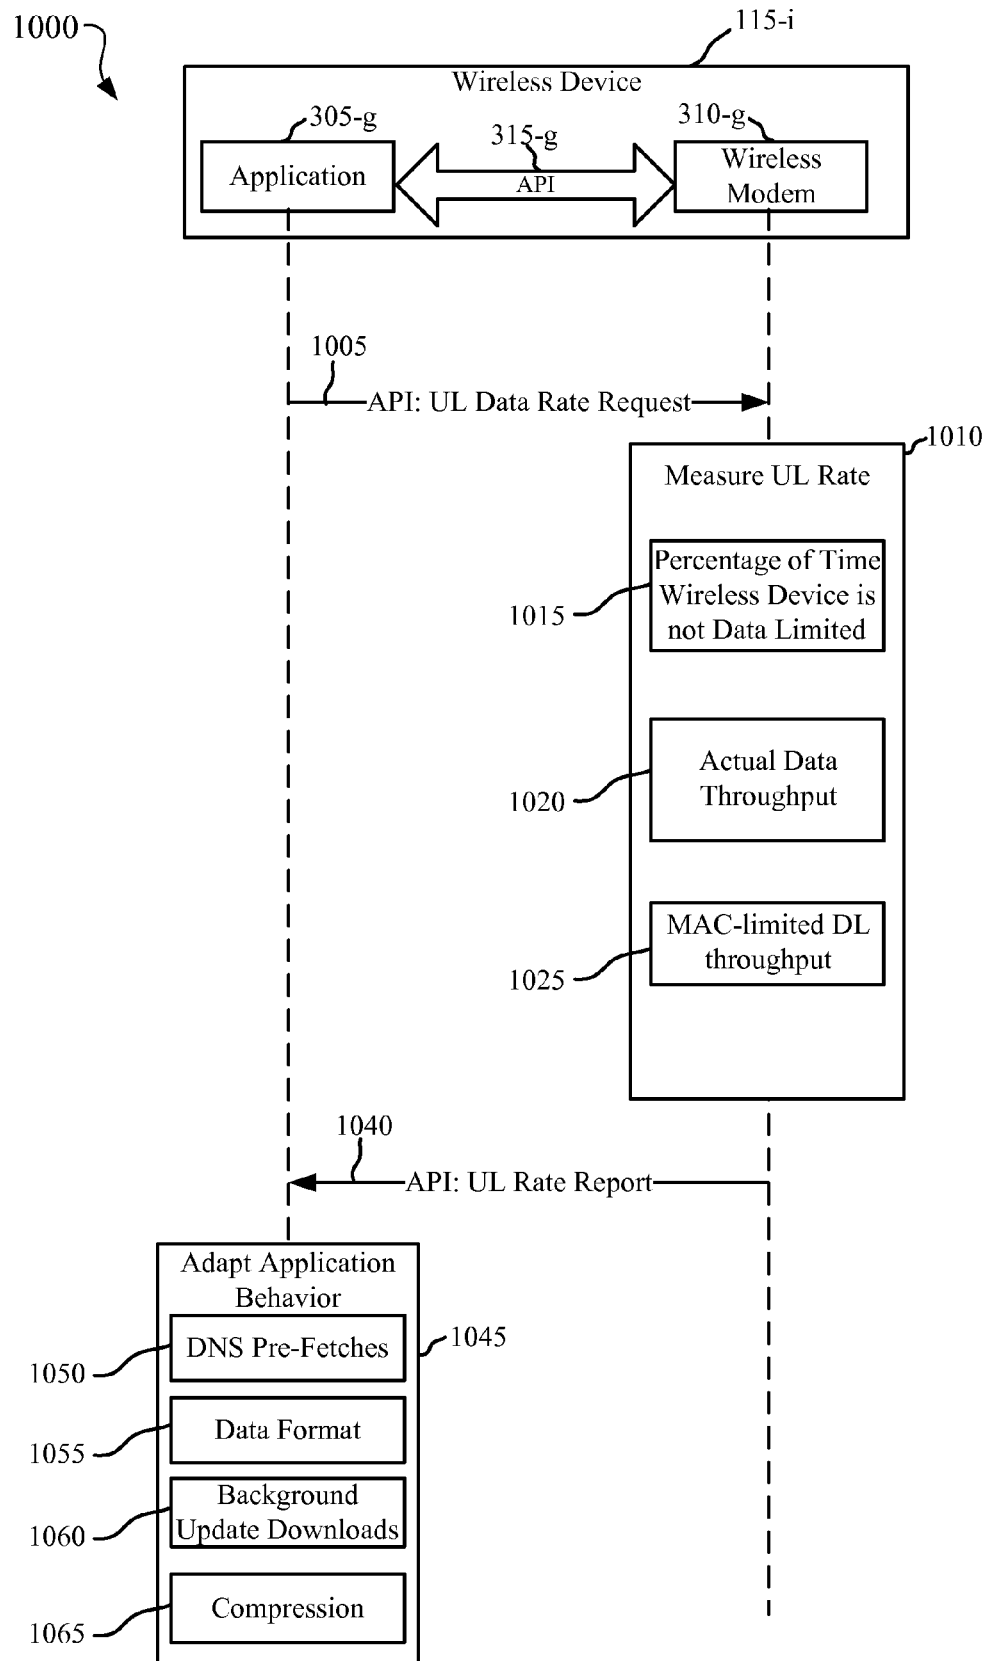 1000
115-i
Wireless Device
305-g
315-g
310-g
Application
API
Wireless
Modem
1005
API: UL Data Rate Request
1010
Measure UL Rate
Percentage of Time
Wireless Device is
not Data Limited
1015
Actual Data
Throughput
1020
MAC-limited DL
throughput
1025
1040
API: UL Rate Report
Adapt Application
Behavior
1045
DNS Pre-Fetches
1050
Data Format
1055
Background
Update Downloads
1060
Compression
1065